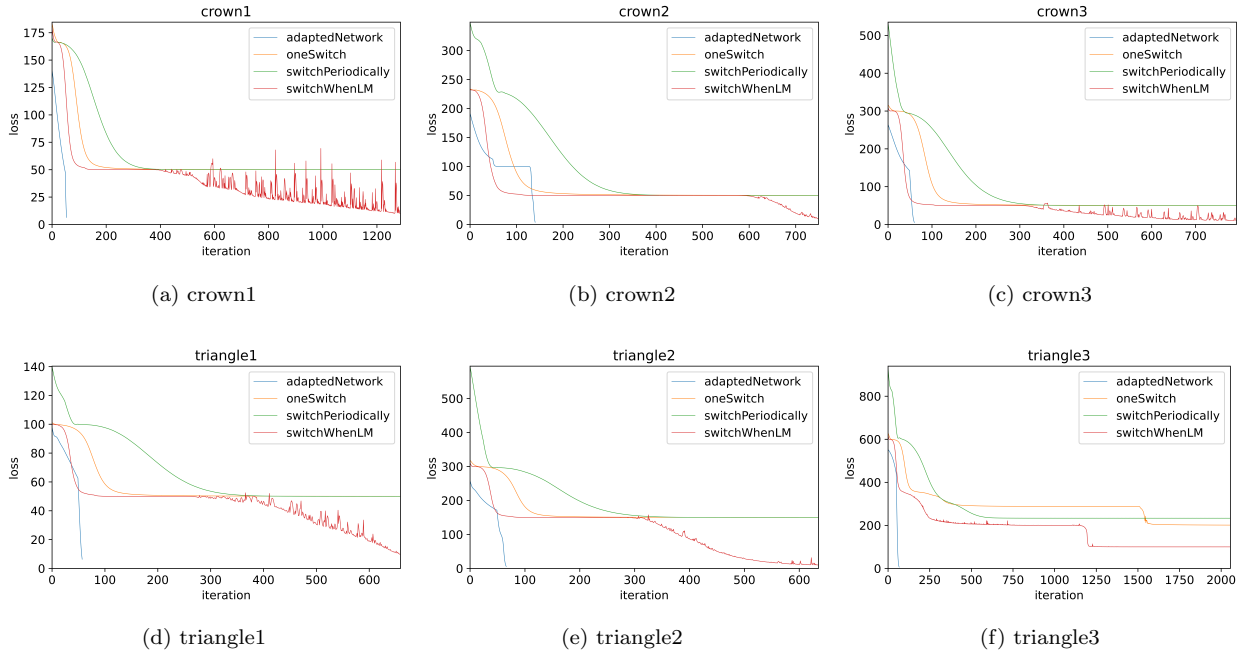 crown1
175
150
125
100
75
50
25
0
loss
adaptedNetwork
oneSwitch
switchPeriodically
switchWhenLM
0 200 400 600 800 1000 1200
iteration
(a) crown1
crown2
300
250
200
150
100
50
0
loss
adaptedNetwork
oneSwitch
switchPeriodically
switchWhenLM
0 100 200 300 400 500 600 700
iteration
(b) crown2
crown3
500
400
300
200
100
0
loss
adaptedNetwork
oneSwitch
switchPeriodically
switchWhenLM
0 100 200 300 400 500 600 700
iteration
(c) crown3
triangle1
140
120
100
80
60
40
20
0
loss
adaptedNetwork
oneSwitch
switchPeriodically
switchWhenLM
0 100 200 300 400 500 600
iteration
(d) triangle1
triangle2
500
400
300
200
100
0
loss
adaptedNetwork
oneSwitch
switchPeriodically
switchWhenLM
0 100 200 300 400 500 600
iteration
(e) triangle2
triangle3
800
600
400
200
0
loss
adaptedNetwork
oneSwitch
switchPeriodically
switchWhenLM
0 250 500 750 1000 1250 1500 1750 2000
iteration
(f) triangle3